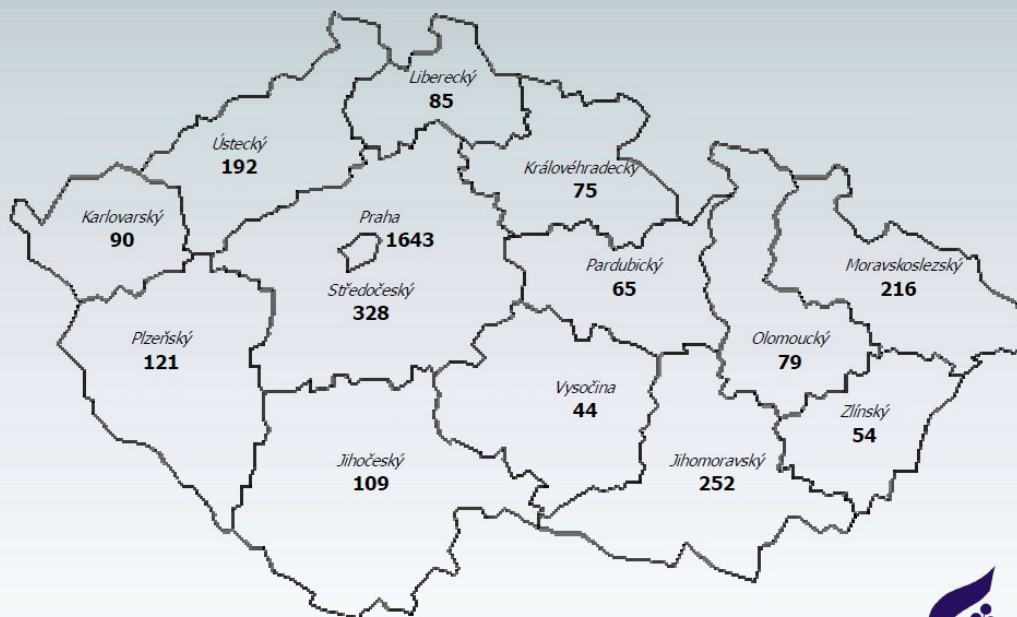 Liberecký
85
Ústecký
192
Královéhradecký
75
Karlovarský
90
Praha
1643
Pardubický
65
Moravskoslezský
216
Středočeský
328
Plzeňský
121
Olomoucký
79
Vysočina
44
Zlínský
54
Jihočeský
109
Jihomoravský
252